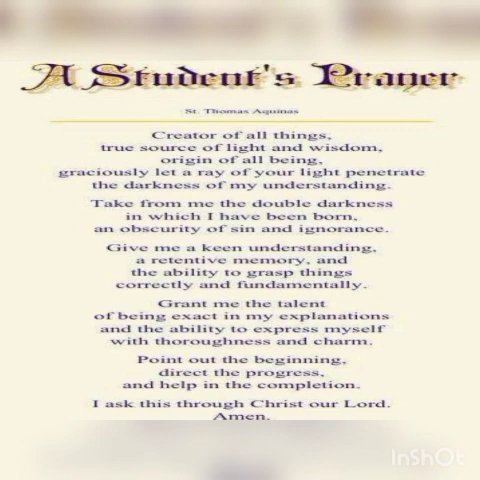 A Student's Prayer
St. Thomas Aquinas
Creator of all things,
true source of light and wisdom,
origin of all being,
graciously let a ray of your light penetrate
the darkness of my understanding.
Take from me the double darkness
in which I have been born,
an obscurity of sin and ignorance.
Give me a keen understanding,
a retentive memory, and
the ability to grasp things
correctly and fundamentally.
Grant me the talent
of being exact in my explanations
and the ability to express myself
with thoroughness and charm.
Point out the beginning,
direct the progress,
and help in the completion.
I ask this through Christ our Lord.
Amen.
InShOt